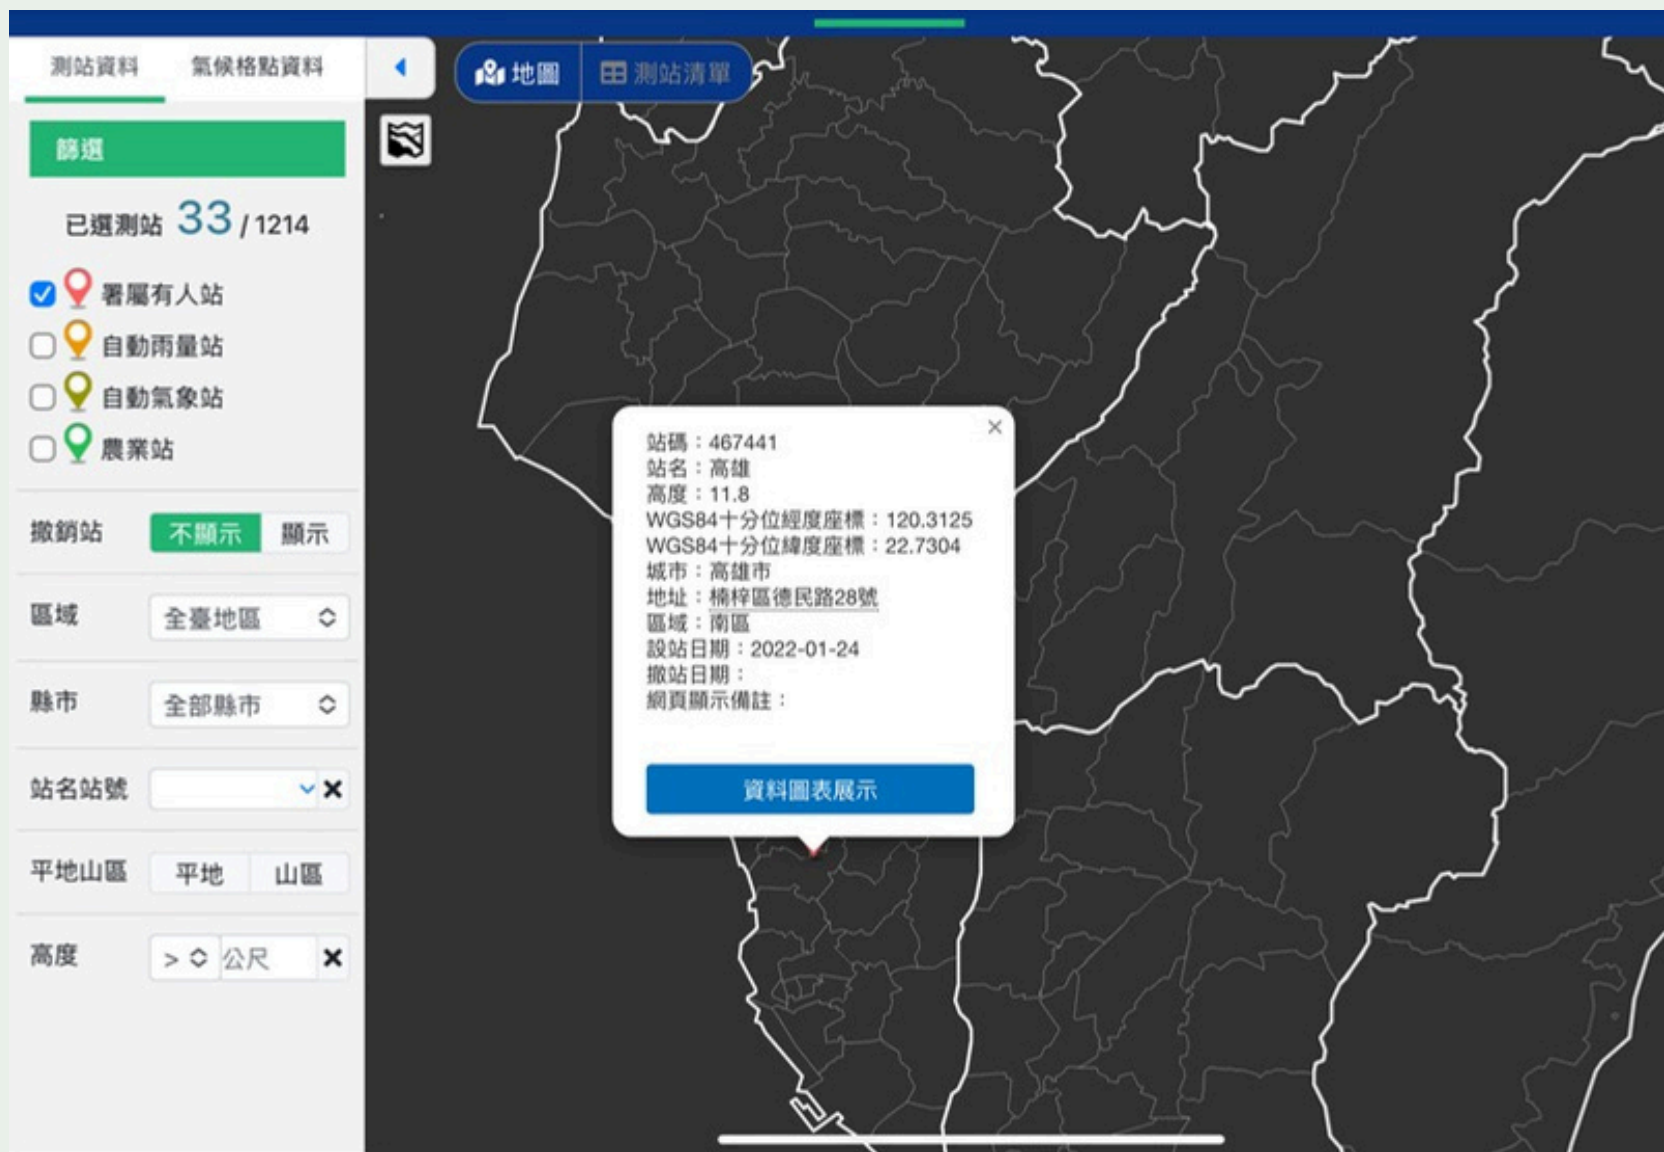 測站資料
氣候格點資料
地圖
測站清單
篩選
已選測站 33 / 1214
署屬有人站
自動雨量站
自動氣象站
農業站
撤銷站
不顯示
顯示
區域
全臺地區
縣市
全部縣市
站名站號
平地山區
平地
山區
高度
>
公尺
站碼：467441
站名：高雄
高度：11.8
WGS84十分位經度座標：120.3125
WGS84十分位緯度座標：22.7304
城市：高雄市
地址：楠梓區德民路28號
區域：南區
設站日期：2022-01-24
撤站日期：
網頁顯示備註：
資料圖表展示